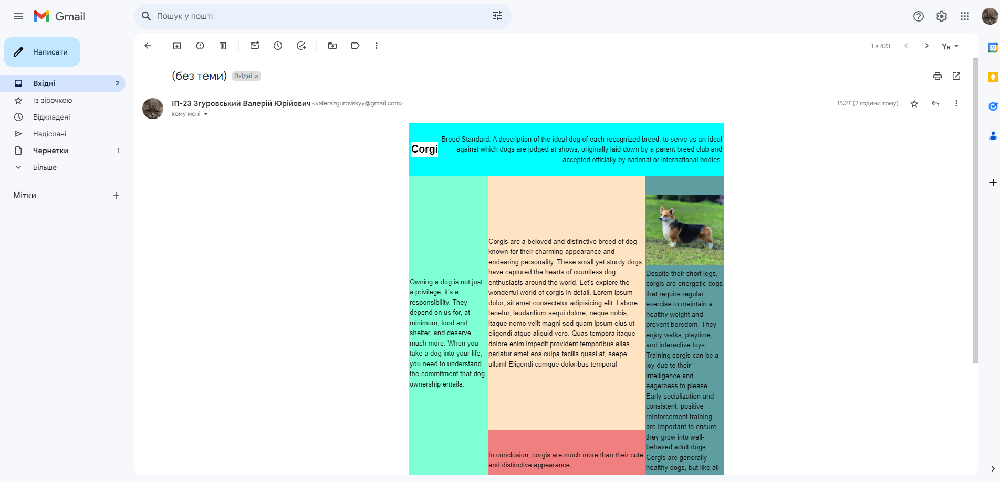 Gmail
Пошук у пошті
Написати
Вхідні 2
Із зірочкою
Відкладені
Надіслані
Чернетки 1
Більше
Мітки
1 з 423
(без теми)
Вхідні ×
ІП-23 Згуровський Валерій Юрійович <valerazgurovskyy@gmail.com>
15:27 (2 години тому)
кому мені
31
Corgi
Breed Standard: A description of the ideal dog of each recognized breed, to serve as an ideal
against which dogs are judged at shows, originally laid down by a parent breed club and
accepted officially by national or international bodies.
Owning a dog is not just
a privilege; it's a
responsibility. They
depend on us for, at
minimum, food and
shelter, and deserve
much more. When you
take a dog into your life,
you need to understand
the commitment that dog
ownership entails.
Corgis are a beloved and distinctive breed of dog
known for their charming appearance and
endearing personality. These small yet sturdy dogs
have captured the hearts of countless dog
enthusiasts around the world. Let's explore the
wonderful world of corgis in detail. Lorem ipsum
dolor, sit amet consectetur adipisicing elit. Labore
tenetur, laudantium sequi dolore, neque nobis,
itaque nemo velit magni sed quam ipsum eius ut
eligendi atque aliquid vero. Quas tempora itaque
dolore enim impedit provident temporibus alias
pariatur amet eos culpa facilis quasi at, saepe
ullam! Eligendi cumque doloribus tempora!
In conclusion, corgis are much more than their cute
and distinctive appearance;
Despite their short legs,
corgis are energetic dogs
that require regular
exercise to maintain a
healthy weight and
prevent boredom. They
enjoy walks, playtime,
and interactive toys.
Training corgis can be a
joy due to their
intelligence and
eagerness to please.
Early socialization and
consistent, positive
reinforcement training
are important to ensure
they grow into well-
behaved adult dogs.
Corgis are generally
healthy dogs, but like all